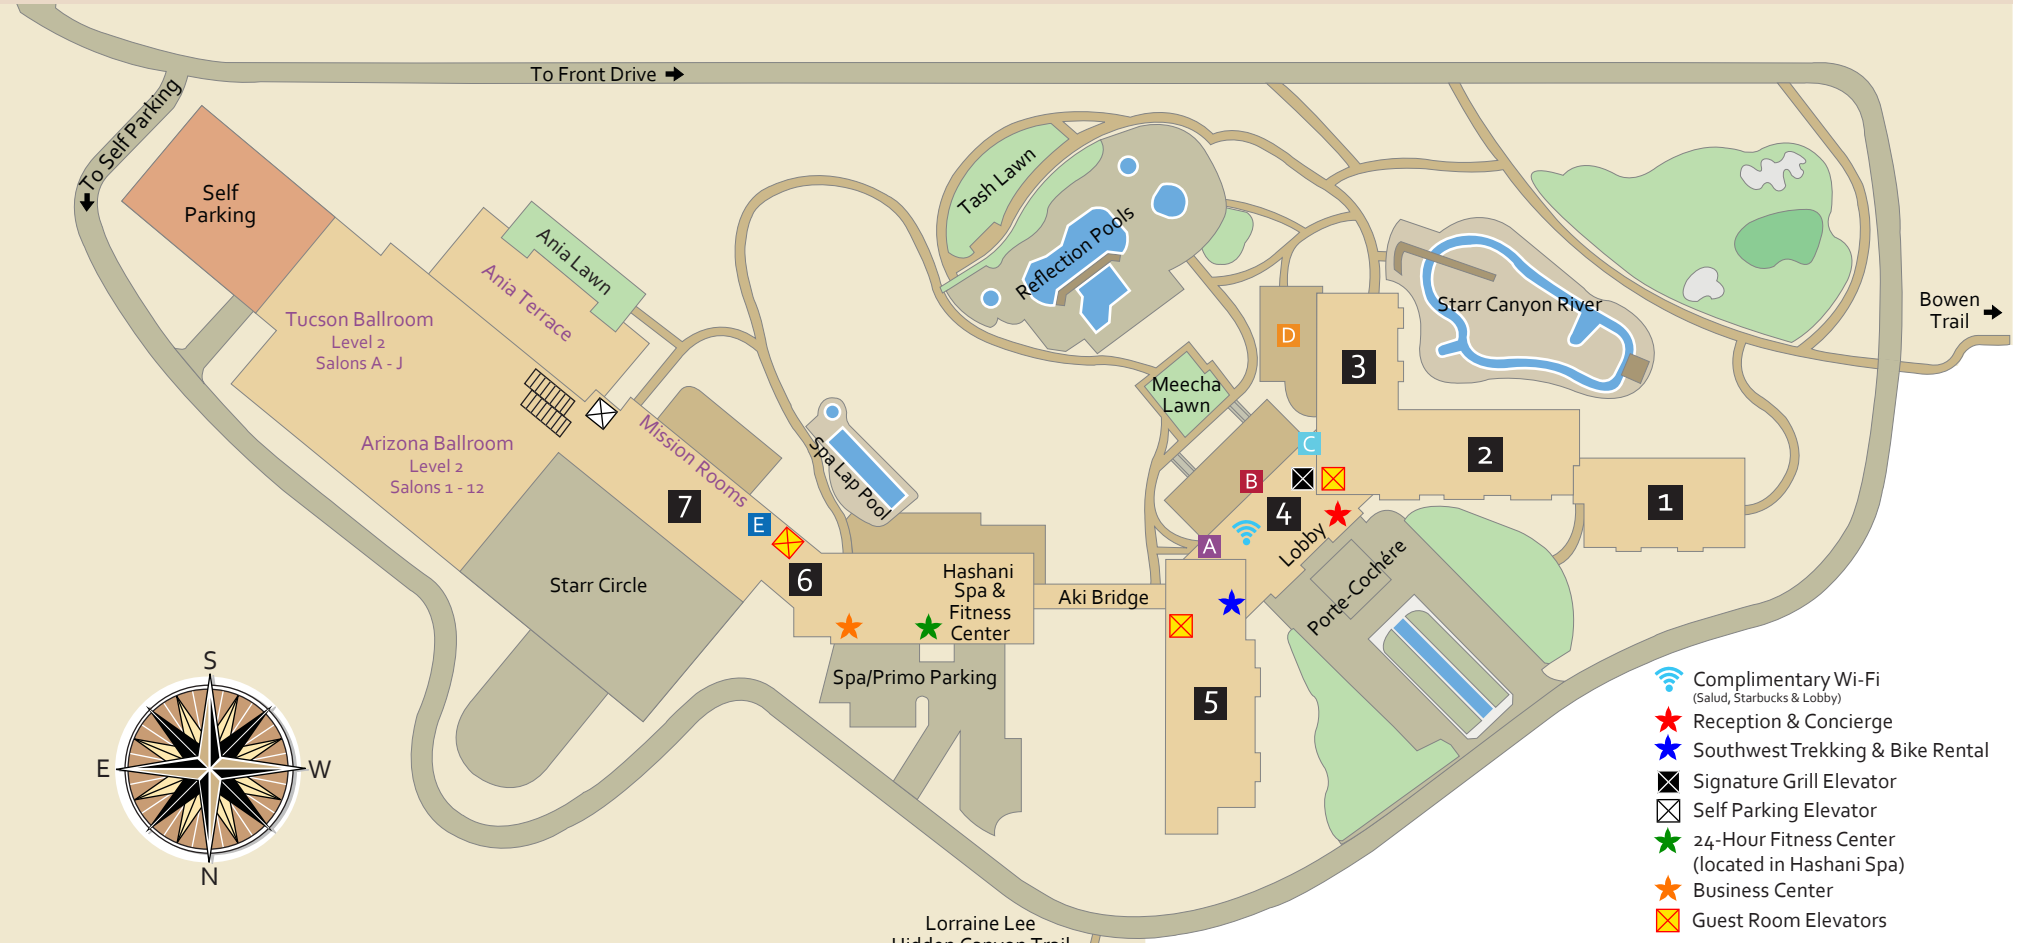 To Front Drive
To Self Parking
Self
Parking
Ania Lawn
Ania Terrace
Tucson Ballroom
Level 2
Salons A - J
Arizona Ballroom
Level 2
Salons 1 - 12
Mission Rooms
7
E
6
Starr Circle
Spa Lap Pool
Hashani
Spa &
Fitness
Center
Spa/Primo Parking
Aki Bridge
Tash Lawn
Reflection Pools
Meecha
Lawn
D
3
C
B
4
A
Lobby
2
1
5
Porte-Cochére
Starr Canyon River
Bowen
Trail
S
E
W
N
Lorraine Lee
Hidden Canyon Trail
Complimentary Wi-Fi
(Salud, Starbucks & Lobby)
Reception & Concierge
Southwest Trekking & Bike Rental
Signature Grill Elevator
Self Parking Elevator
24-Hour Fitness Center
(located in Hashani Spa)
Business Center
Guest Room Elevators